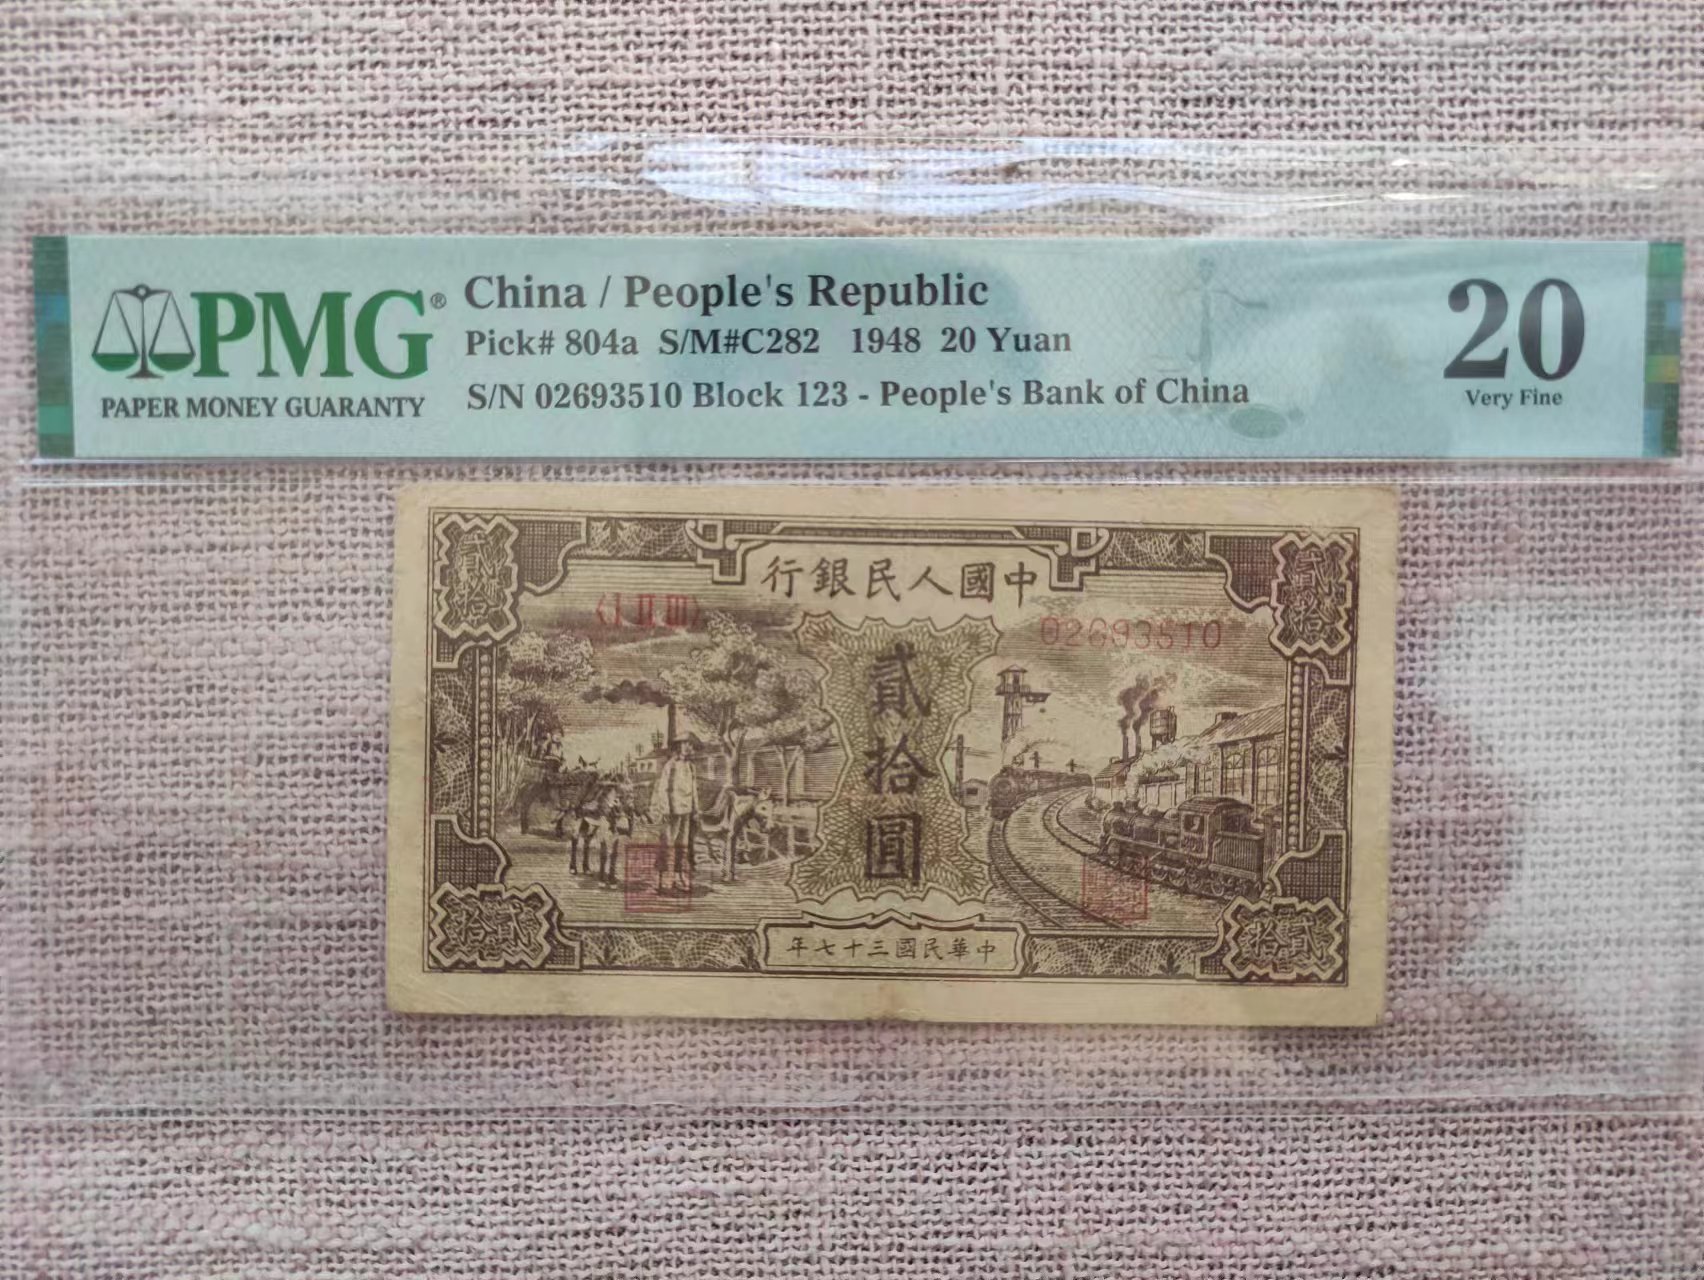 PMG®
PAPER MONEY GUARANTY
China / People's Republic
Pick# 804a S/M#C282 1948 20 Yuan
S/N 02693510 Block 123 - People's Bank of China
20
Very Fine
行銀民人國中
貳拾
貳拾
〈I II III〉
02693510
貳拾圓
拾貳
年七十三國民華中
拾貳